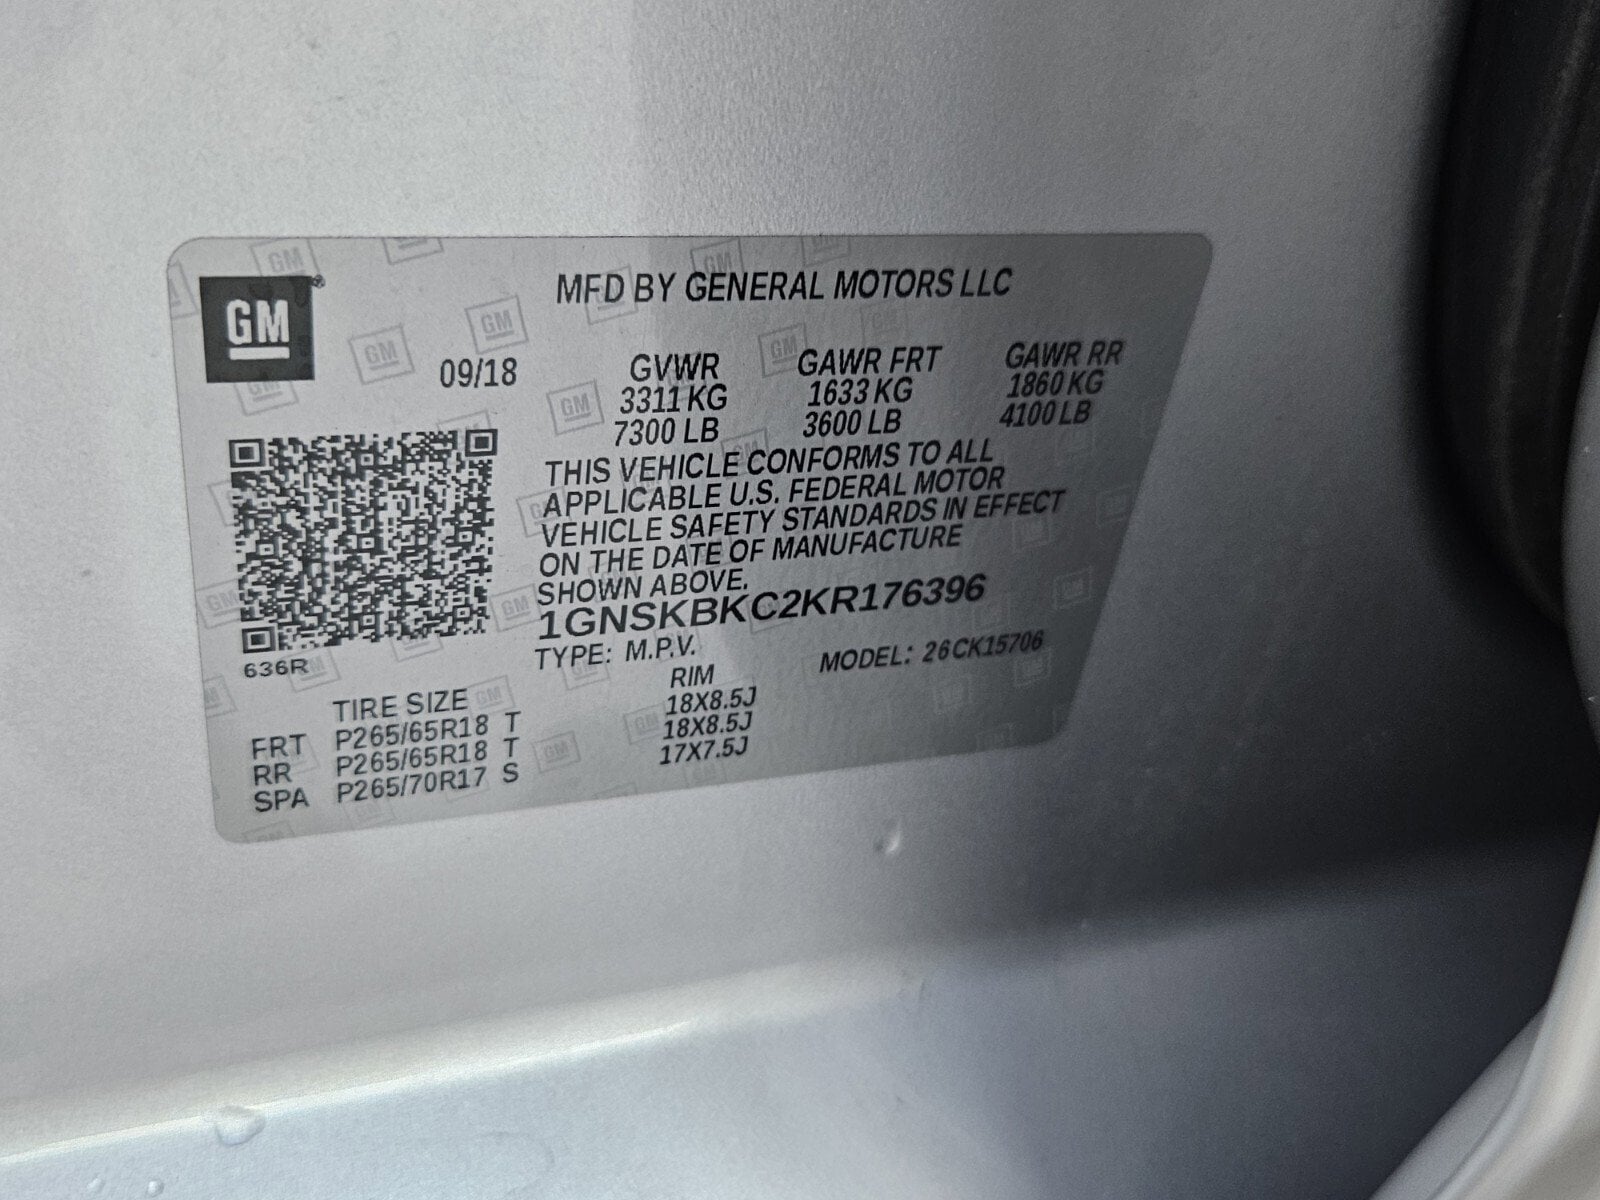 GM
MFD BY GENERAL MOTORS LLC
09/18
GVWR GAWR FRT GAWR RR
3311 KG 1633 KG 1860 KG
7300 LB 3600 LB 4100 LB
THIS VEHICLE CONFORMS TO ALL
APPLICABLE U.S. FEDERAL MOTOR
VEHICLE SAFETY STANDARDS IN EFFECT
ON THE DATE OF MANUFACTURE
SHOWN ABOVE.
1GNSKBKC2KR176396
TYPE: M.P.V. MODEL: 26CK15706
636R
TIRE SIZE RIM
FRT P265/65R18 T 18X8.5J
RR P265/65R18 T 18X8.5J
SPA P265/70R17 S 17X7.5J